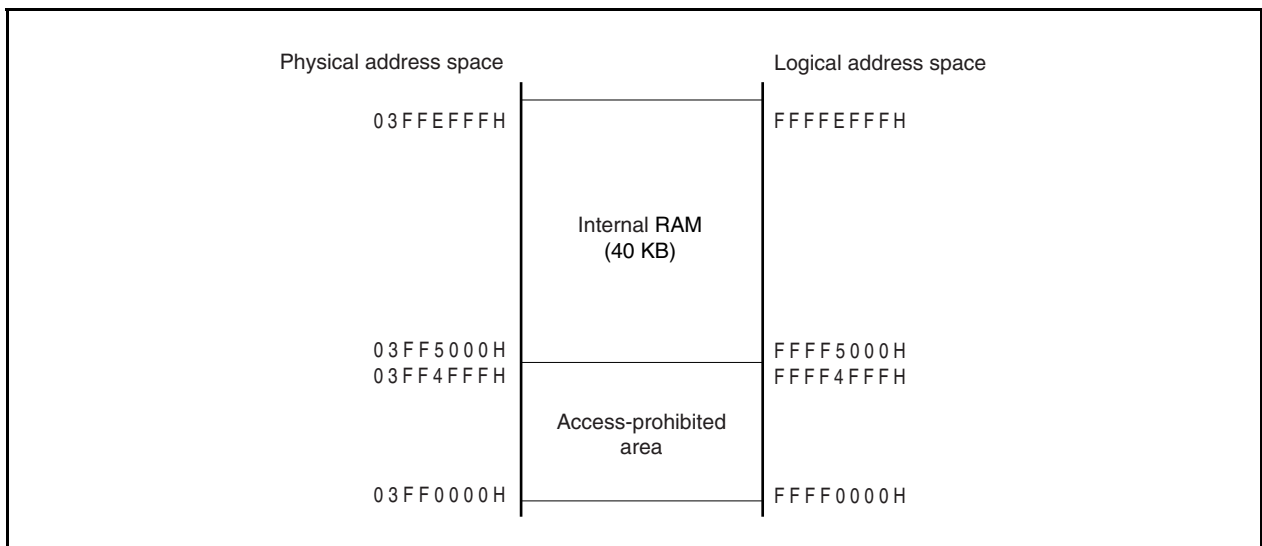 Physical address space
Logical address space
03FFEFFFH
FFFFEFFFH
Internal RAM
(40 KB)
03FF5000H
FFFF5000H
03FF4FFFH
FFFF4FFFH
Access-prohibited
area
03FF0000H
FFFF0000H